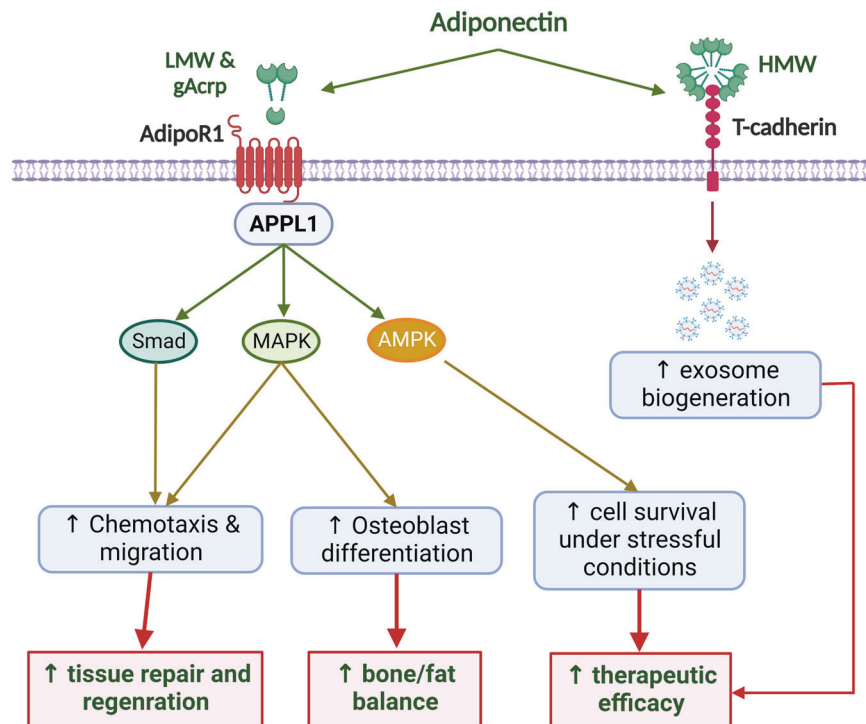 Adiponectin
LMW &
gAcrp
HMW
AdipoR1
T-cadherin
APPL1
Smad
MAPK
AMPK
↑ exosome
biogeneration
↑ Chemotaxis &
migration
↑ Osteoblast
differentiation
↑ cell survival
under stressful
conditions
↑ tissue repair and
regenration
↑ bone/fat
balance
↑ therapeutic
efficacy